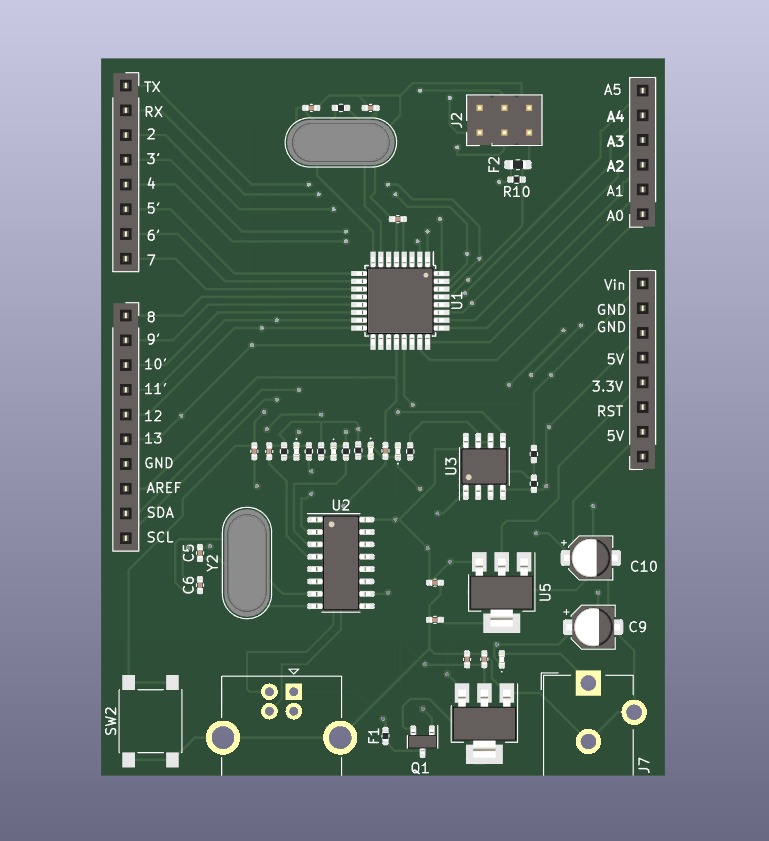 TX
RX
2
3′
4
5′
6′
7
8
9′
10′
11′
12
13
GND
AREF
SDA
SCL
J2
F2
R10
A5
A4
A3
A2
A1
A0
U1
Vin
GND
GND
5V
3.3V
RST
5V
U3
U2
C5
C6
Y2
U5
+
C10
+
C9
SW2
F1
Q1
J7